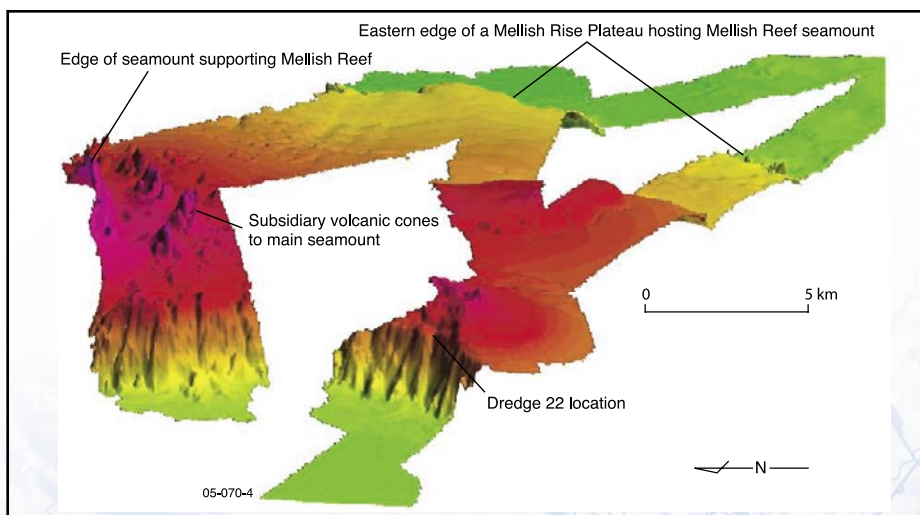 Eastern edge of a Mellish Rise Plateau hosting Mellish Reef seamount
Edge of seamount supporting Mellish Reef
Subsidiary volcanic cones
to main seamount
0 5 km
Dredge 22 location
N
05-070-4